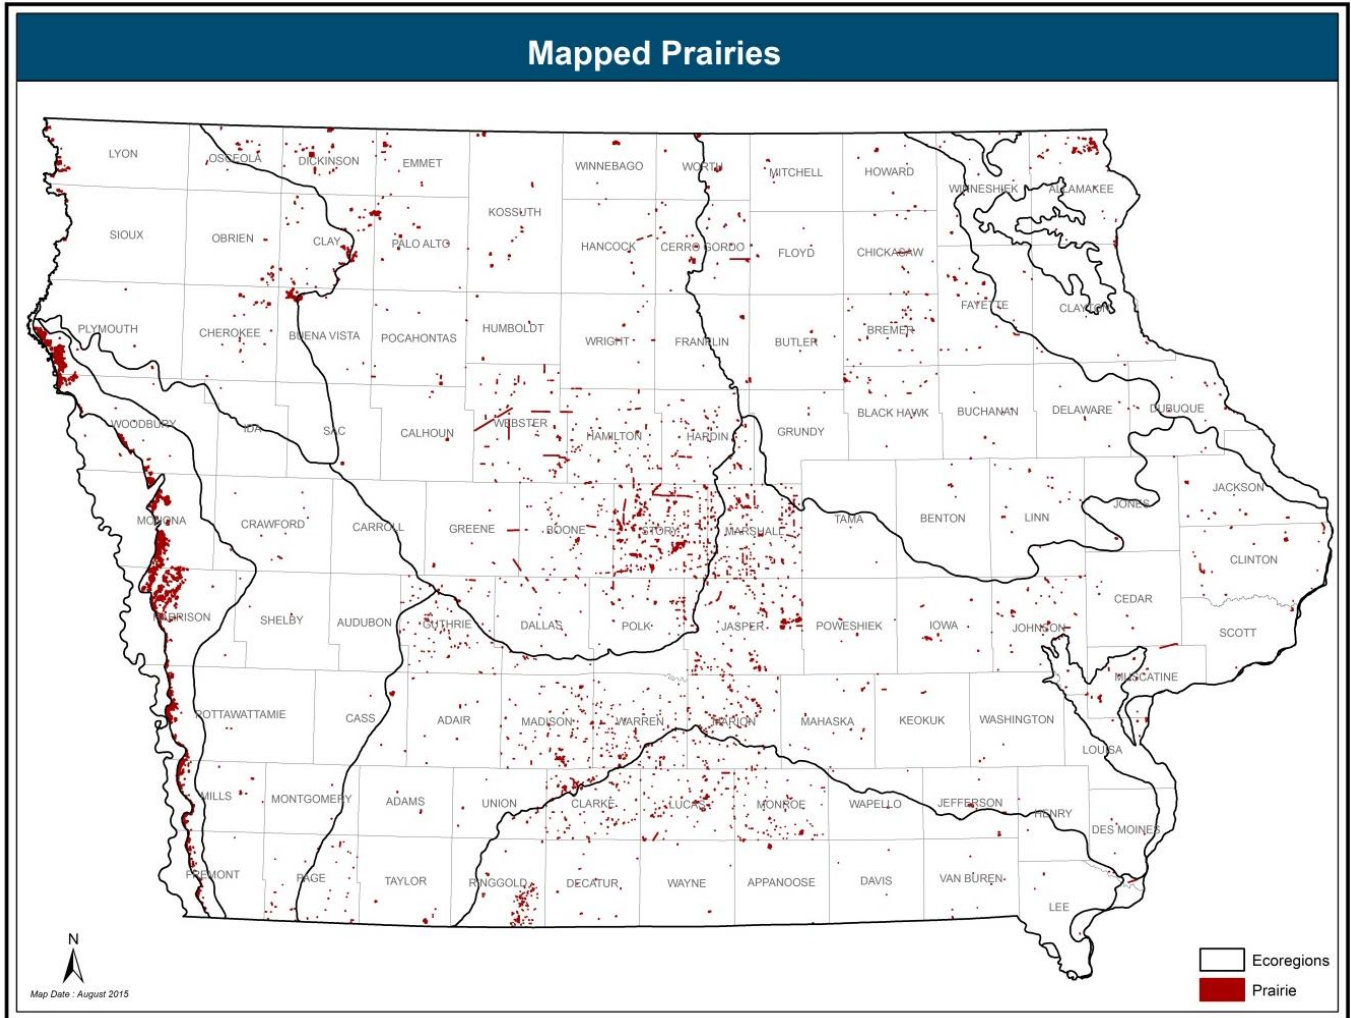 Mapped Prairies
LYON
OSCEOLA
DICKINSON
EMMET
WINNEBAGO
WORTH
MITCHELL
HOWARD
WINNESHIEK
ALLAMAKEE
KOSSUTH
SIOUX
OBRIEN
CLAY
PALO ALTO
HANCOCK
CERRO GORDO
FLOYD
CHICKASAW
FAYETTE
CLAYTON
PLYMOUTH
CHEROKEE
BUENA VISTA
POCAHONTAS
HUMBOLDT
WRIGHT
FRANKLIN
BUTLER
BREMER
WOODBURY
IDA
SAC
CALHOUN
WEBSTER
HAMILTON
HARDIN
GRUNDY
BLACK HAWK
BUCHANAN
DELAWARE
DUBUQUE
MONONA
CRAWFORD
CARROLL
GREENE
BOONE
STORY
MARSHALL
TAMA
BENTON
LINN
JONES
JACKSON
CLINTON
HARRISON
SHELBY
AUDUBON
GUTHRIE
DALLAS
POLK
JASPER
POWESHIEK
IOWA
JOHNSON
CEDAR
SCOTT
MUSCATINE
POTTAWATTAMIE
CASS
ADAIR
MADISON
WARREN
MARION
MAHASKA
KEOKUK
WASHINGTON
LOUISA
MILLS
MONTGOMERY
ADAMS
UNION
CLARKE
LUCAS
MONROE
WAPELLO
JEFFERSON
HENRY
DES MOINES
FREMONT
PAGE
TAYLOR
RINGGOLD
DECATUR
WAYNE
APPANOOSE
DAVIS
VAN BUREN
LEE
N
Map Date : August 2015
Ecoregions
Prairie